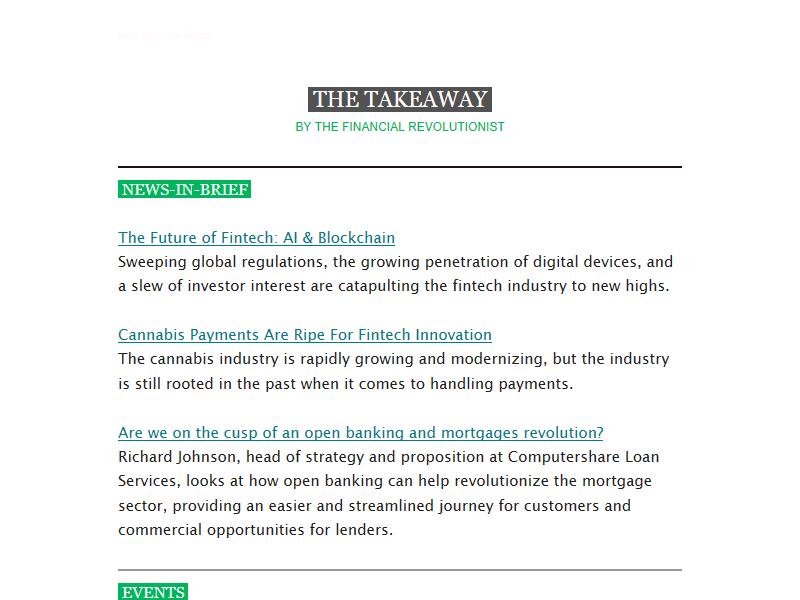 THE TAKEAWAY
BY THE FINANCIAL REVOLUTIONIST
NEWS-IN-BRIEF
The Future of Fintech: AI & Blockchain
Sweeping global regulations, the growing penetration of digital devices, and
a slew of investor interest are catapulting the fintech industry to new highs.
Cannabis Payments Are Ripe For Fintech Innovation
The cannabis industry is rapidly growing and modernizing, but the industry
is still rooted in the past when it comes to handling payments.
Are we on the cusp of an open banking and mortgages revolution?
Richard Johnson, head of strategy and proposition at Computershare Loan
Services, looks at how open banking can help revolutionize the mortgage
sector, providing an easier and streamlined journey for customers and
commercial opportunities for lenders.
EVENTS